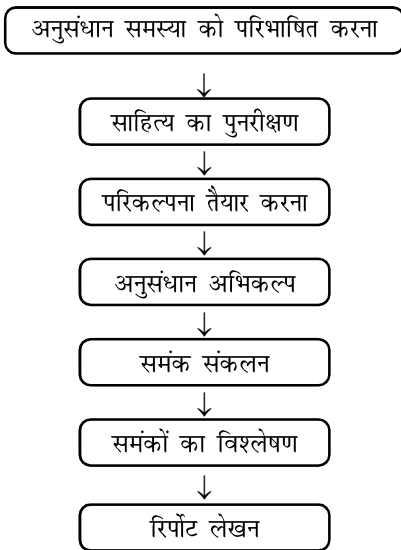 अनुसंधान समस्या को परिभाषित करना
साहित्य का पुनरीक्षण
परिकल्पना तैयार करना
अनुसंधान अभिकल्प
समंक संकलन
समंकों का विश्लेषण
रिर्पोट लेखन